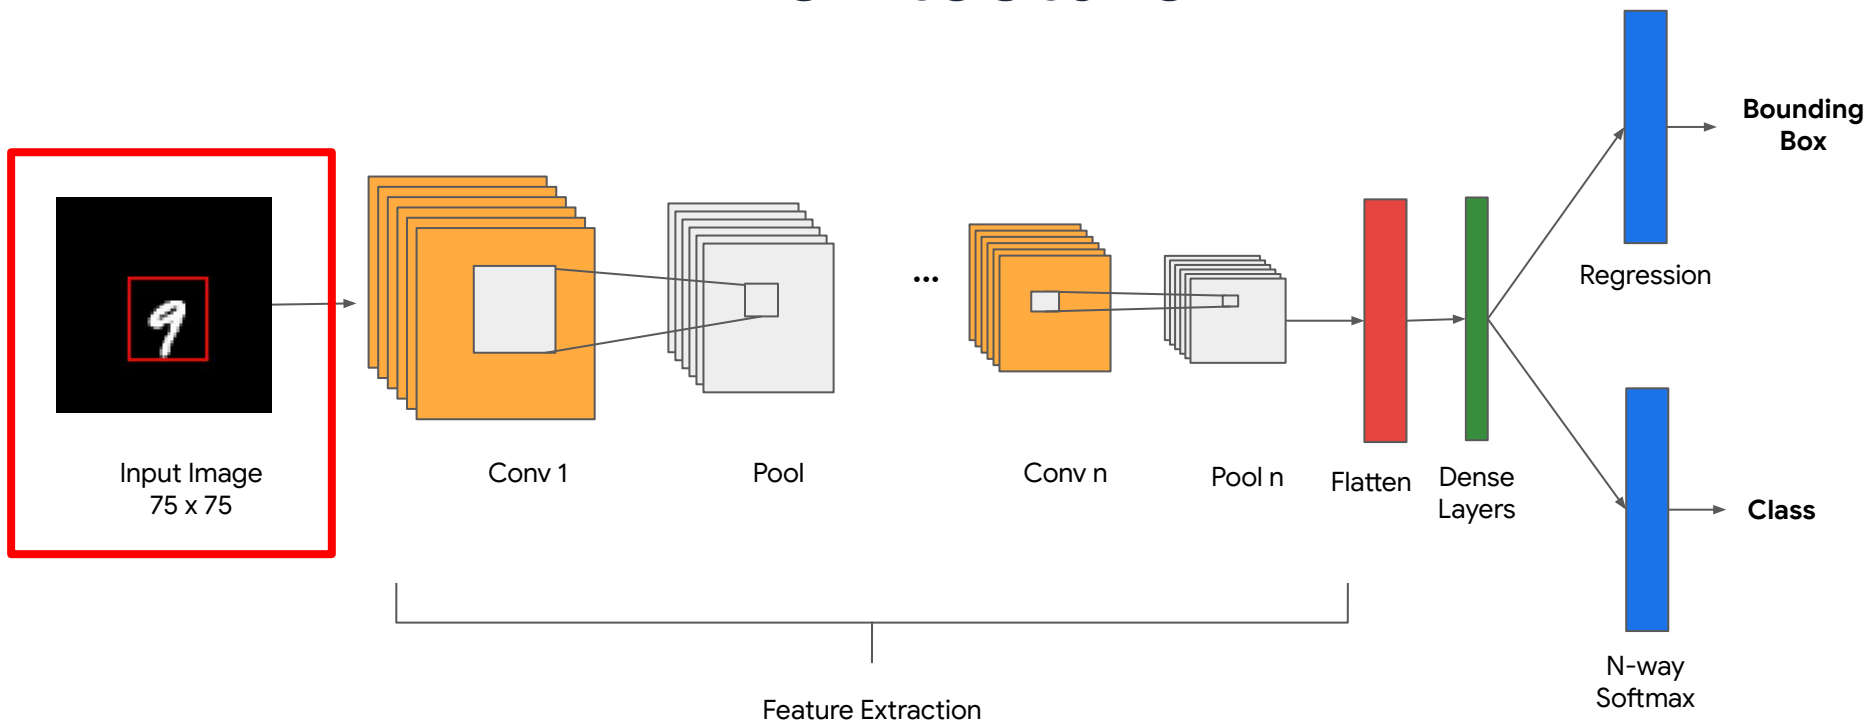 Bounding
Box
Regression
9
...
Input Image
75 x 75
Conv 1
Pool
Conv n
Pool n
Flatten
Dense
Layers
Class
N-way
Softmax
Feature Extraction